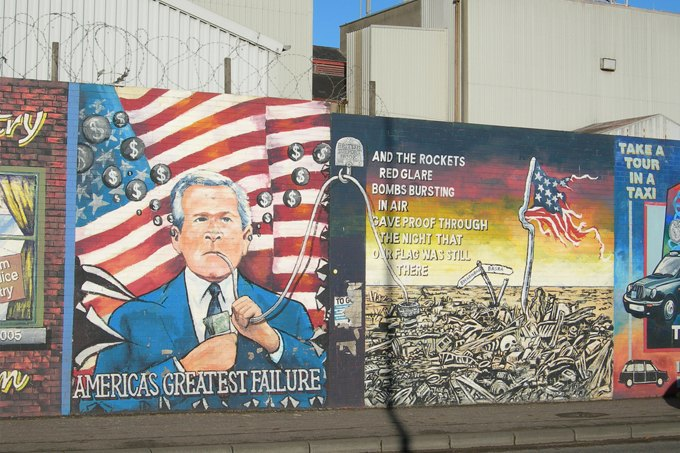 AMERICA'S GREATEST FAILURE
AND THE ROCKETS
RED GLARE
BOMBS BURSTING
IN AIR
GAVE PROOF THROUGH
THE NIGHT THAT
OUR FLAG WAS STILL
THERE
TAKE A
TOUR
IN A
TAXI
005